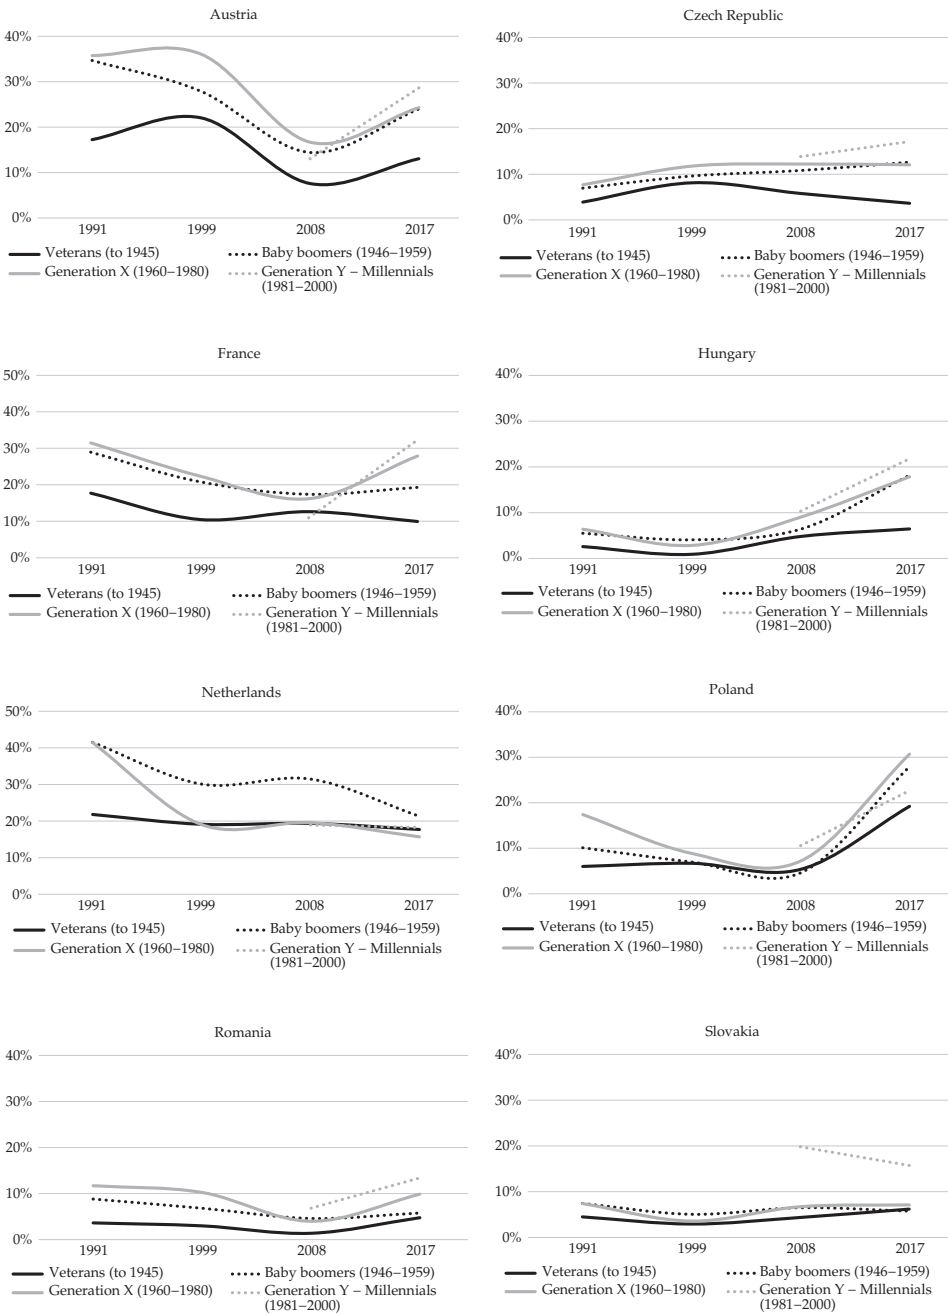 Austria
40%
30%
20%
10%
0%
1991 1999 2008 2017
Veterans (to 1945) Baby boomers (1946–1959)
Generation X (1960–1980) Generation Y – Millennials
(1981–2000)
Czech Republic
40%
30%
20%
10%
0%
1991 1999 2008 2017
Veterans (to 1945) Baby boomers (1946–1959)
Generation X (1960–1980) Generation Y – Millennials
(1981–2000)
France
50%
40%
30%
20%
10%
0%
1991 1999 2008 2017
Veterans (to 1945) Baby boomers (1946–1959)
Generation X (1960–1980) Generation Y – Millennials
(1981–2000)
Hungary
40%
30%
20%
10%
0%
1991 1999 2008 2017
Veterans (to 1945) Baby boomers (1946–1959)
Generation X (1960–1980) Generation Y – Millennials
(1981–2000)
Netherlands
50%
40%
30%
20%
10%
0%
1991 1999 2008 2017
Veterans (to 1945) Baby boomers (1946–1959)
Generation X (1960–1980) Generation Y – Millennials
(1981–2000)
Poland
40%
30%
20%
10%
0%
1991 1999 2008 2017
Veterans (to 1945) Baby boomers (1946–1959)
Generation X (1960–1980) Generation Y – Millennials
(1981–2000)
Romania
40%
30%
20%
10%
0%
1991 1999 2008 2017
Veterans (to 1945) Baby boomers (1946–1959)
Generation X (1960–1980) Generation Y – Millennials
(1981–2000)
Slovakia
40%
30%
20%
10%
0%
1991 1999 2008 2017
Veterans (to 1945) Baby boomers (1946–1959)
Generation X (1960–1980) Generation Y – Millennials
(1981–2000)